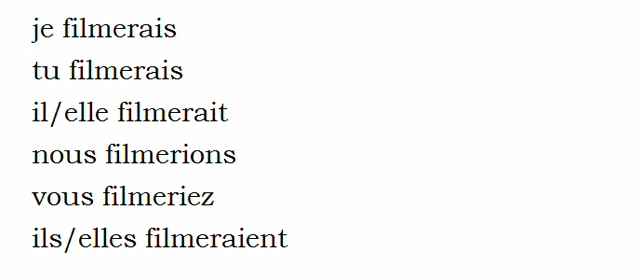 je filmerais
tu filmerais
il/elle filmerait
nous filmerions
vous filmeriez
ils/elles filmeraient